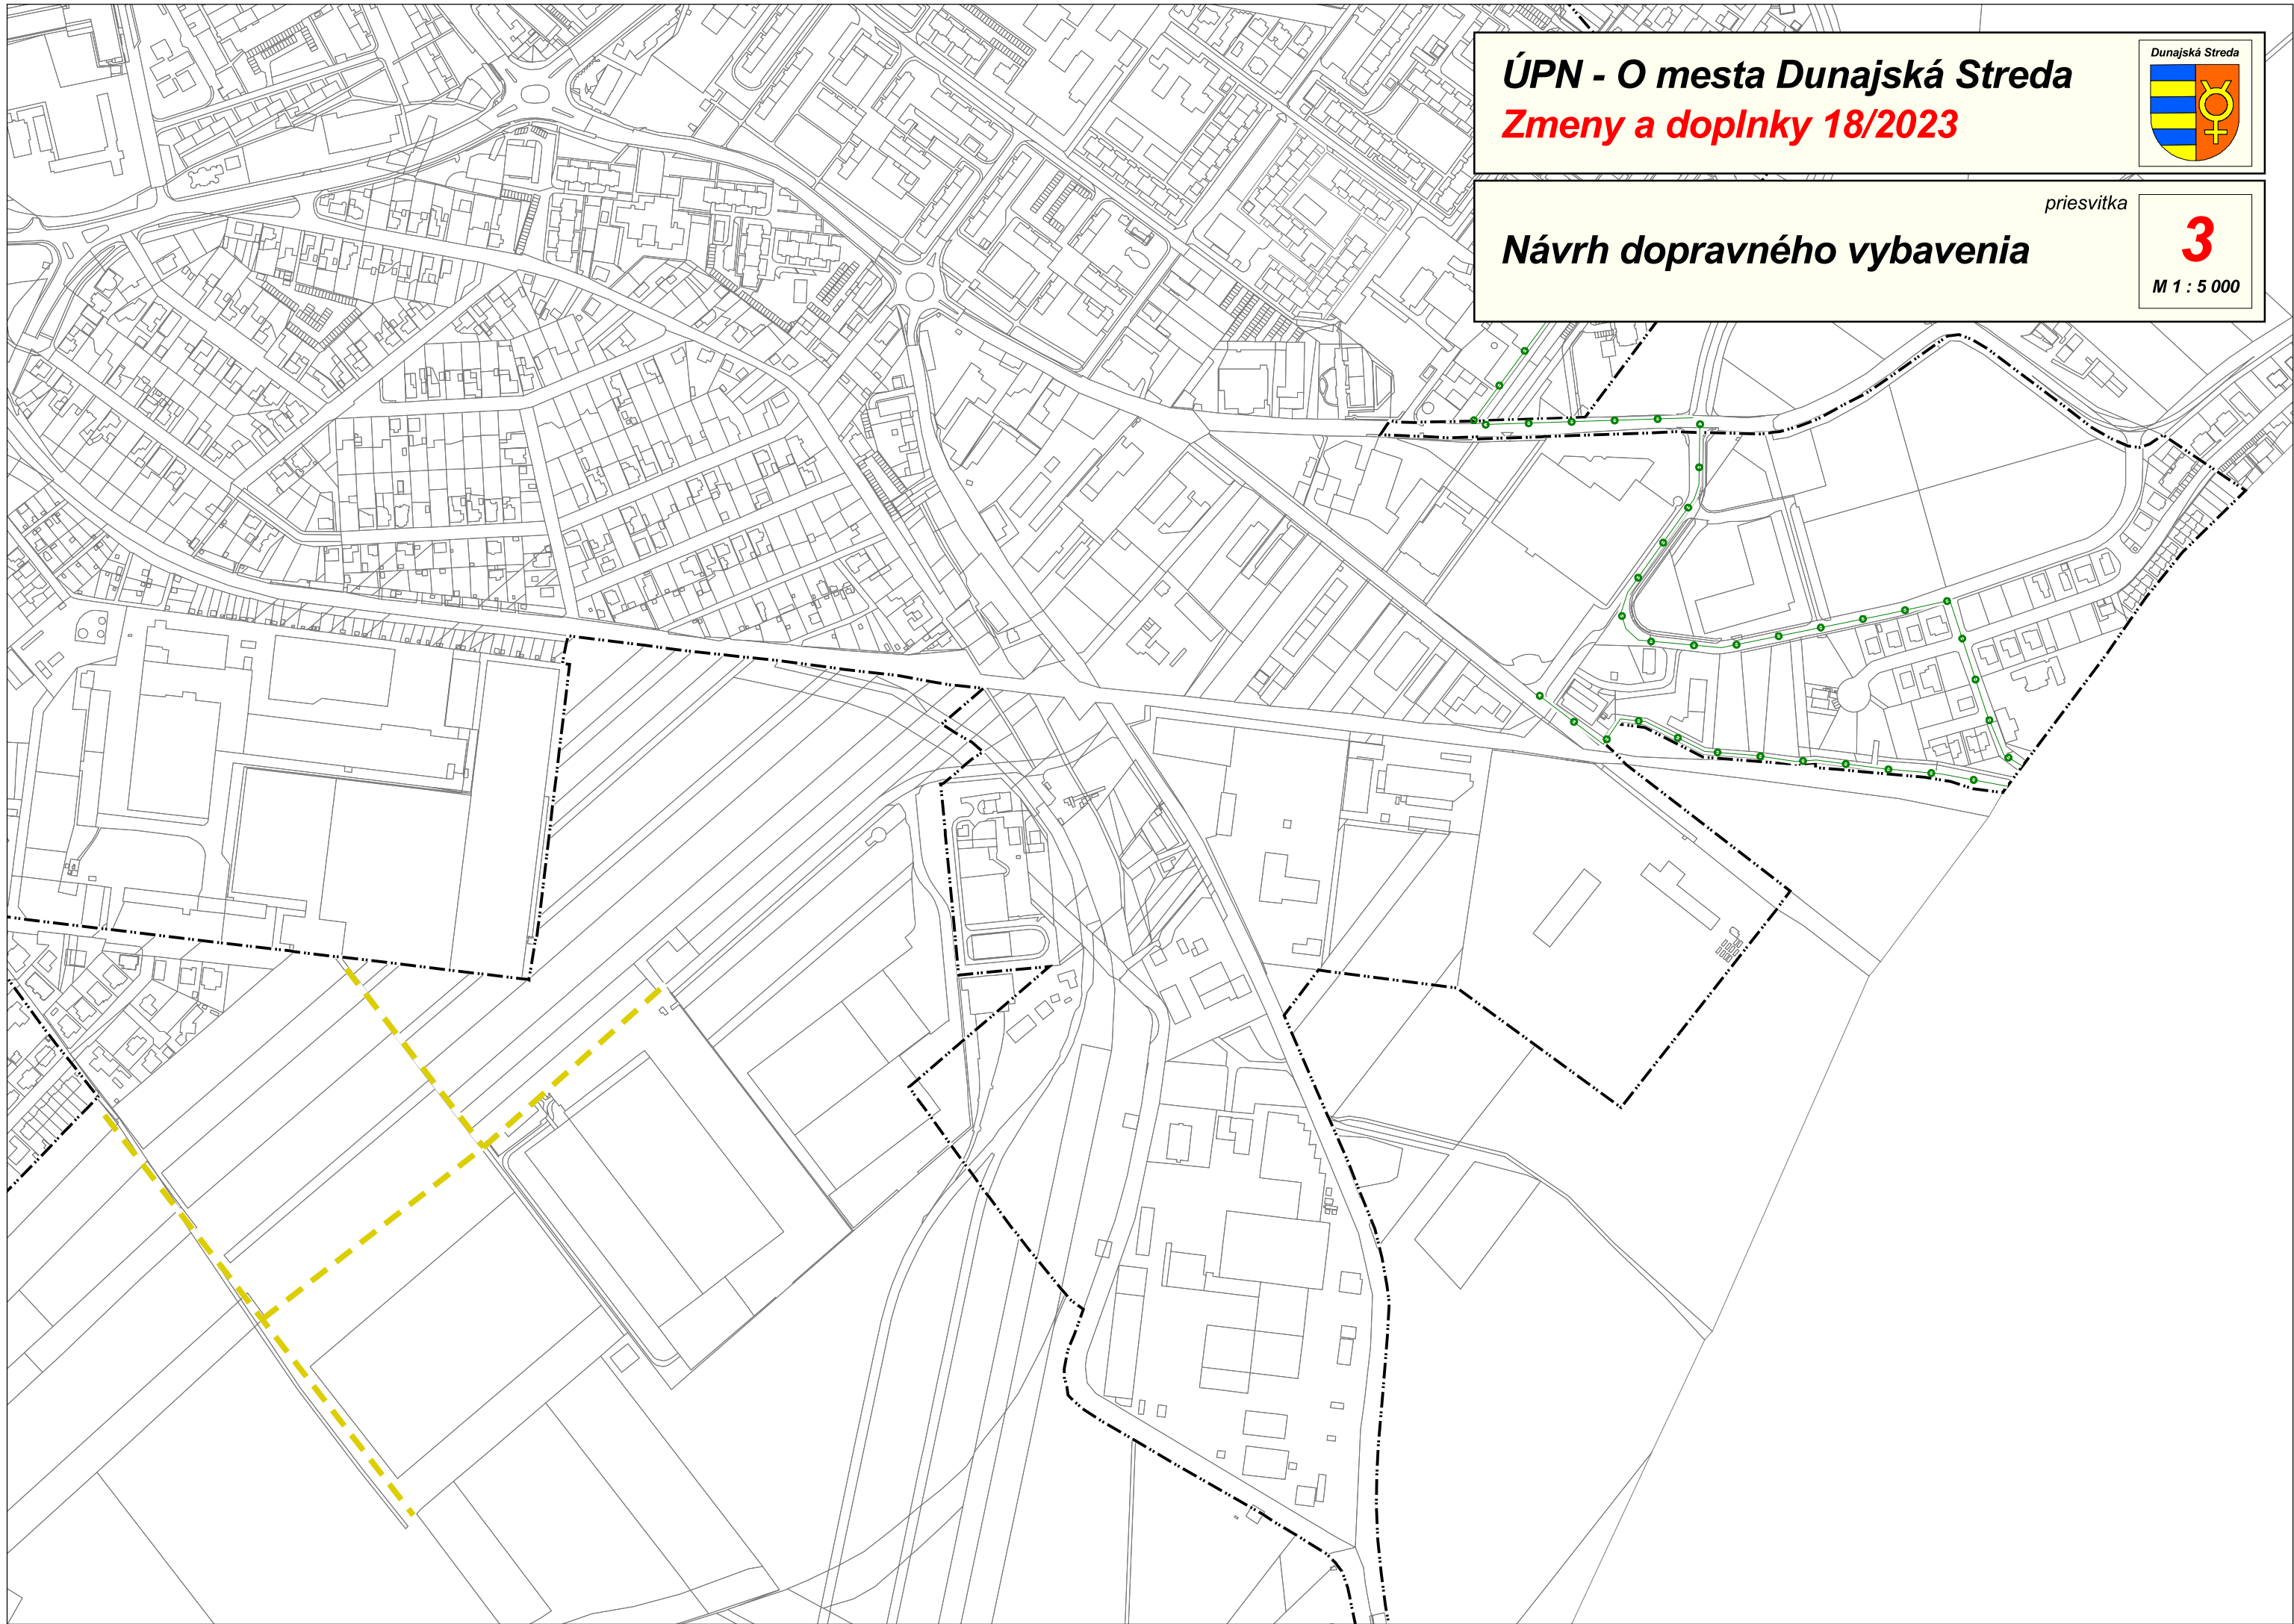 ÚPN - O mesta Dunajská Streda
Zmeny a doplnky 18/2023
Dunajská Streda
priesvitka
Návrh dopravného vybavenia
3
M 1 : 5 000